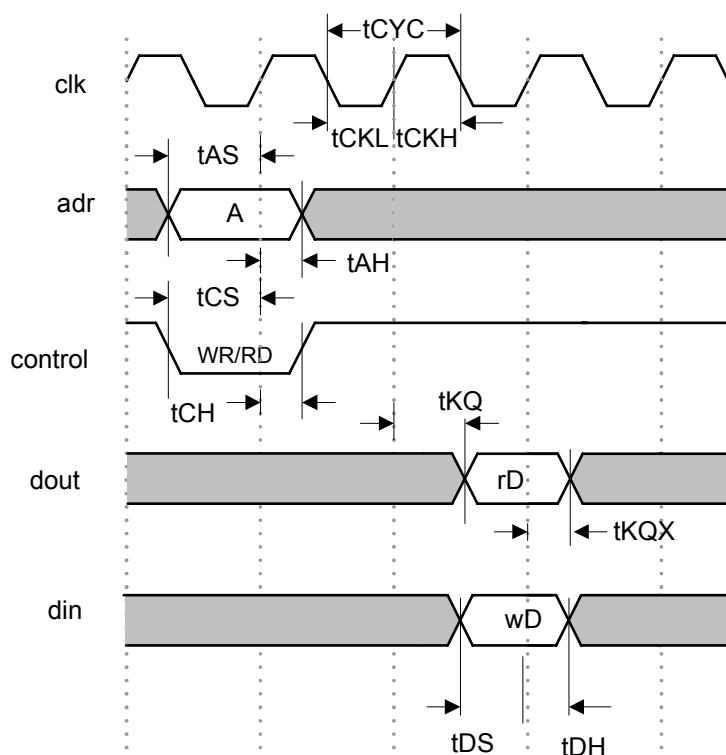 tCYC
clk
tCKL tCKH
tAS
adr
A
tAH
tCS
control
WR/RD
tCH
tKQ
dout
rD
tKQX
din
wD
tDS
tDH